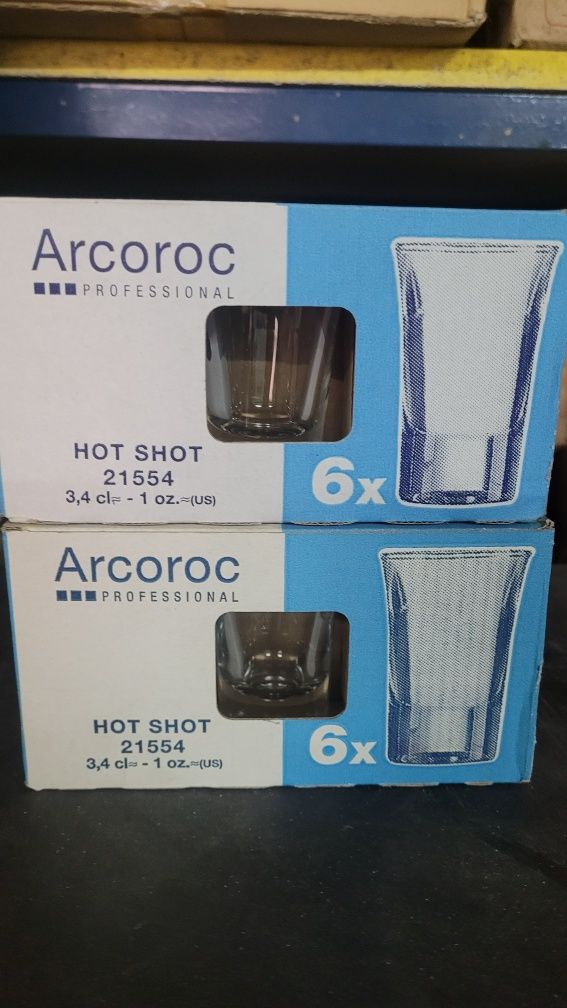 Arcoroc
PROFESSIONAL
HOT SHOT
21554
3,4 cl≈ - 1 oz.≈(US)
6x
Arcoroc
PROFESSIONAL
HOT SHOT
21554
3,4 cl≈ - 1 oz.≈(US)
6x